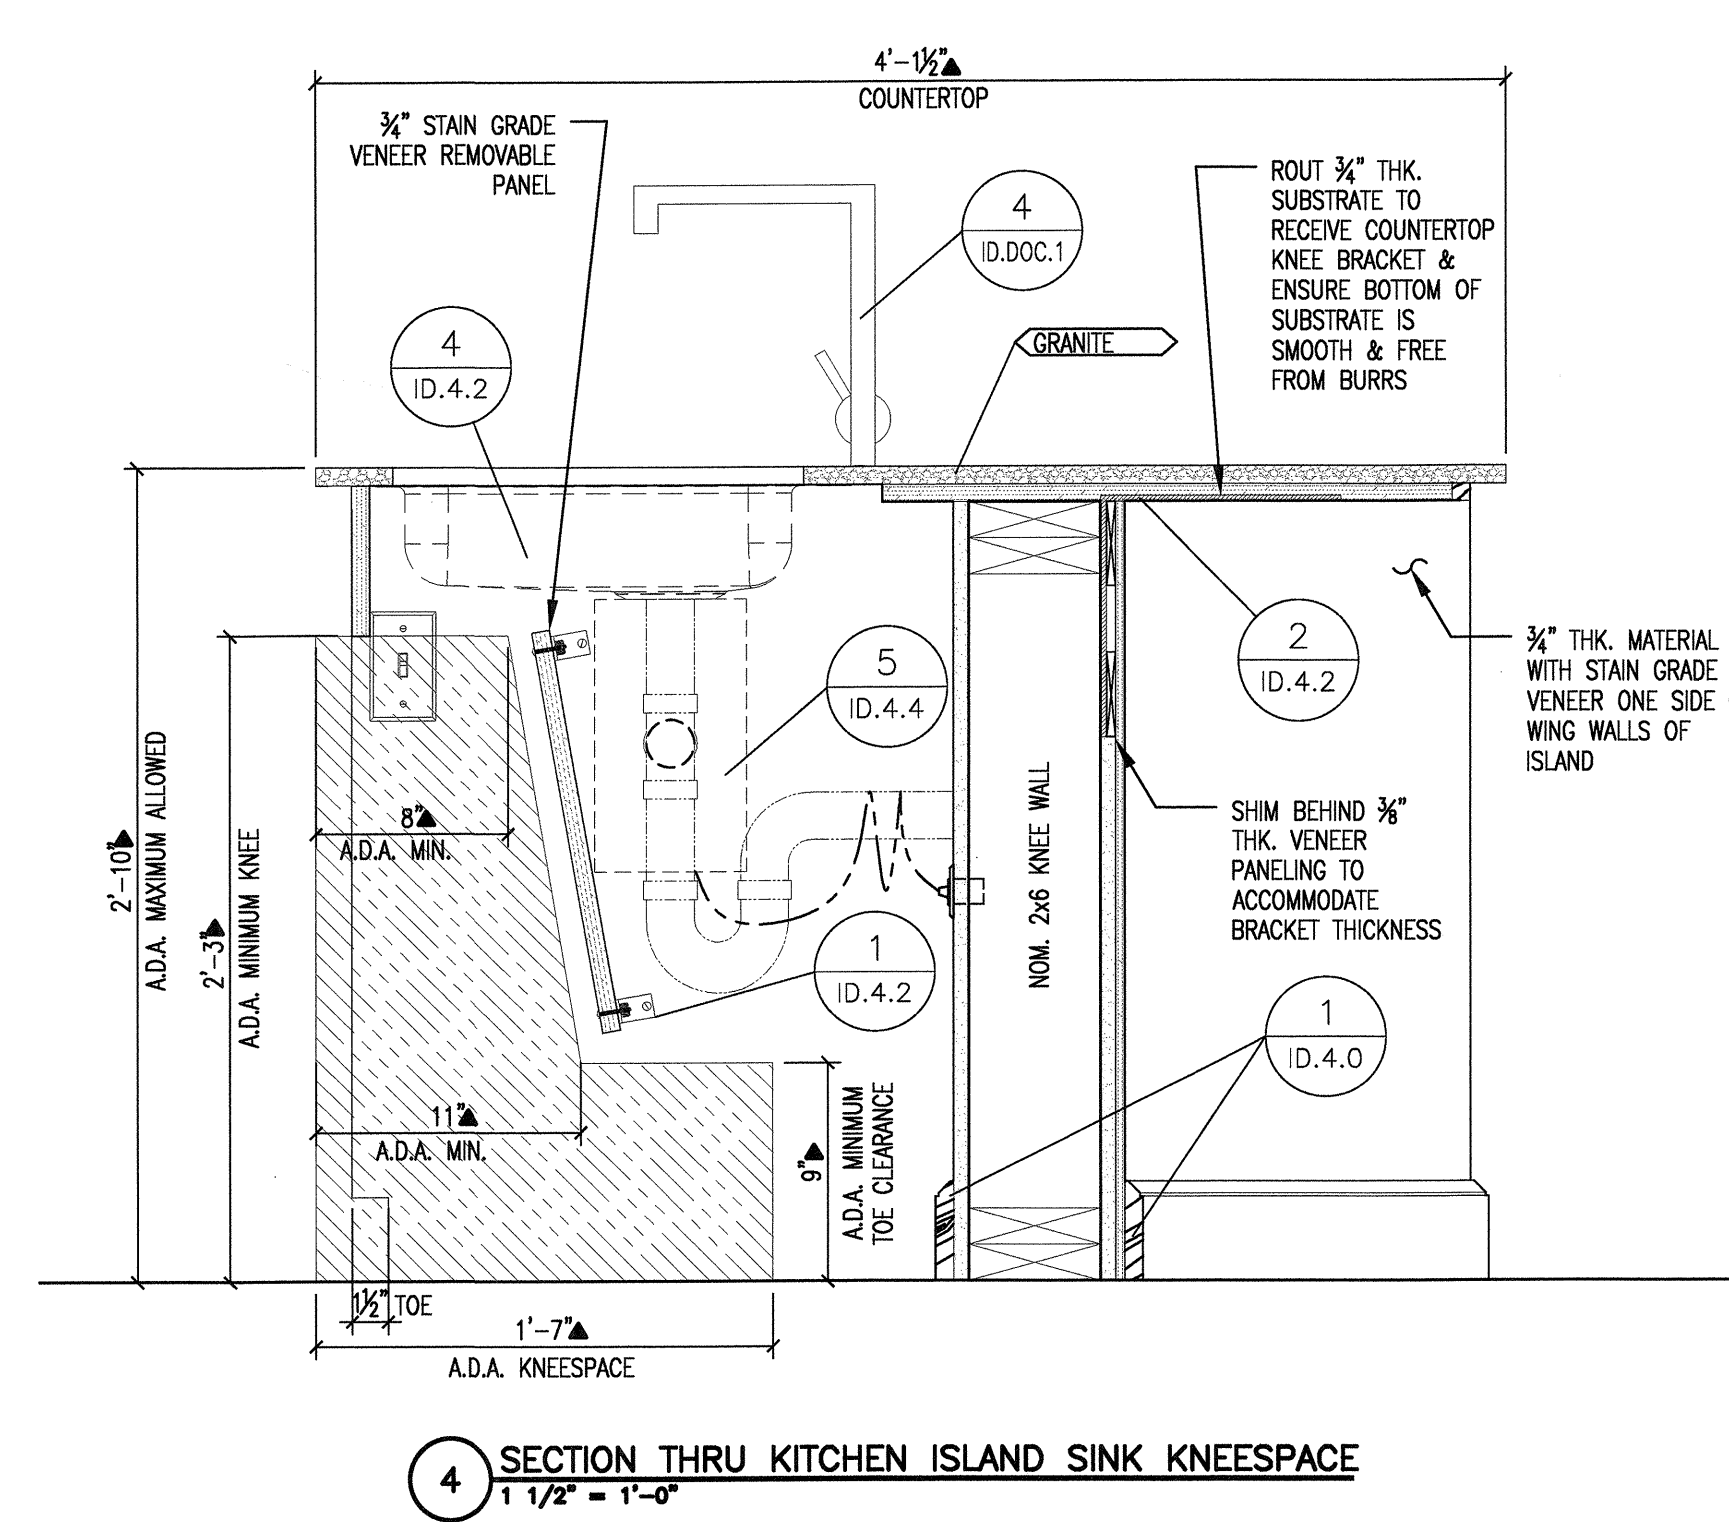 4'-1½"
COUNTERTOP
¾" STAIN GRADE
VENEER REMOVABLE
PANEL
4
ID.DOC.1
ROUT ¾" THK.
SUBSTRATE TO
RECEIVE COUNTERTOP
KNEE BRACKET &
ENSURE BOTTOM OF
SUBSTRATE IS
SMOOTH & FREE
FROM BURRS
4
ID.4.2
GRANITE
5
ID.4.4
2
ID.4.2
¾" THK. MATERIAL
WITH STAIN GRADE
VENEER ONE SIDE
WING WALLS OF
ISLAND
2'-10"
A.D.A. MAXIMUM ALLOWED
2'-3"
A.D.A. MINIMUM KNEE
8"
A.D.A. MIN.
NOM. 2x6 KNEE WALL
SHIM BEHIND ⅜"
THK. VENEER
PANELING TO
ACCOMMODATE
BRACKET THICKNESS
1
ID.4.2
1
ID.4.0
11"
A.D.A. MIN.
9"
A.D.A. MINIMUM
TOE CLEARANCE
1½" TOE
1'-7"
A.D.A. KNEESPACE
4
SECTION THRU KITCHEN ISLAND SINK KNEESPACE
1 1/2" = 1'-0"